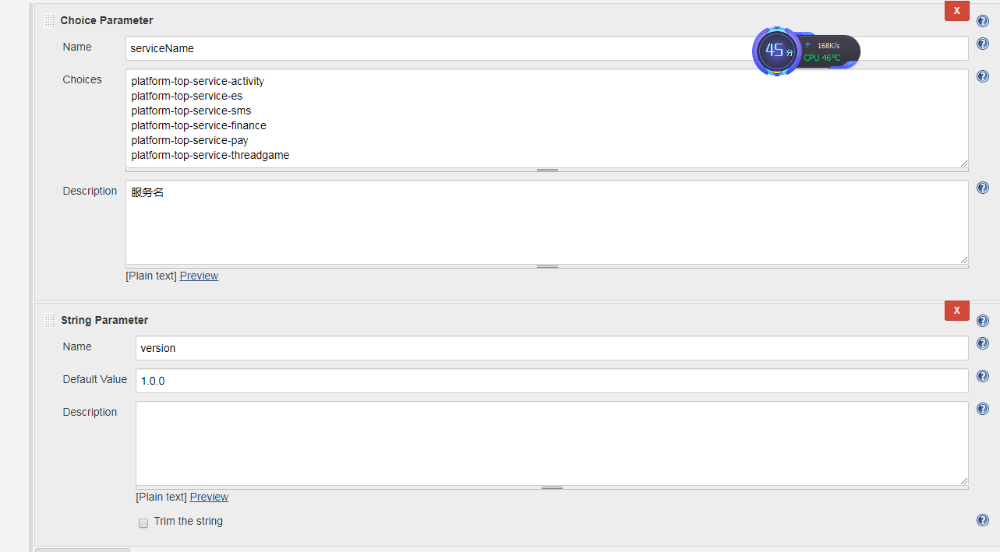 Choice Parameter
X
Name
serviceName
45分
168K/s
CPU 46℃
Choices
platform-top-service-activity
platform-top-service-es
platform-top-service-sms
platform-top-service-finance
platform-top-service-pay
platform-top-service-threadgame
Description
服务名
[Plain text] Preview
String Parameter
X
Name
version
Default Value
1.0.0
Description
[Plain text] Preview
Trim the string